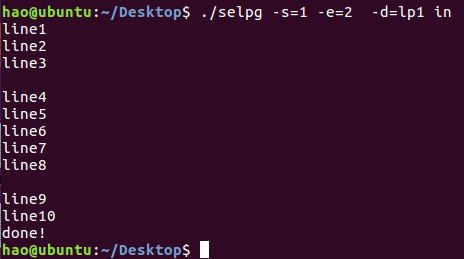 hao@ubuntu:~/Desktop$ ./selpg -s=1 -e=2  -d=lp1 in
line1
line2
line3
line4
line5
line6
line7
line8
line9
line10
done!
hao@ubuntu:~/Desktop$